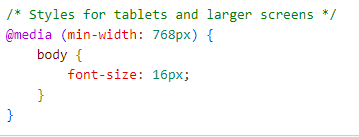 /* Styles for tablets and larger screens */
@media (min-width: 768px) {
    body {
        font-size: 16px;
    }
}